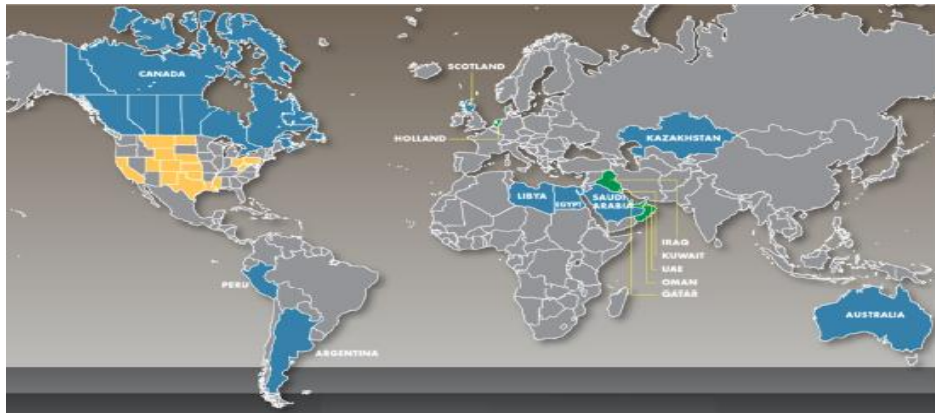 CANADA
SCOTLAND
HOLLAND
KAZAKHSTAN
LIBYA
EGYPT
SAUDI
ARABIA
IRAQ
KUWAIT
UAE
OMAN
QATAR
PERU
ARGENTINA
AUSTRALIA